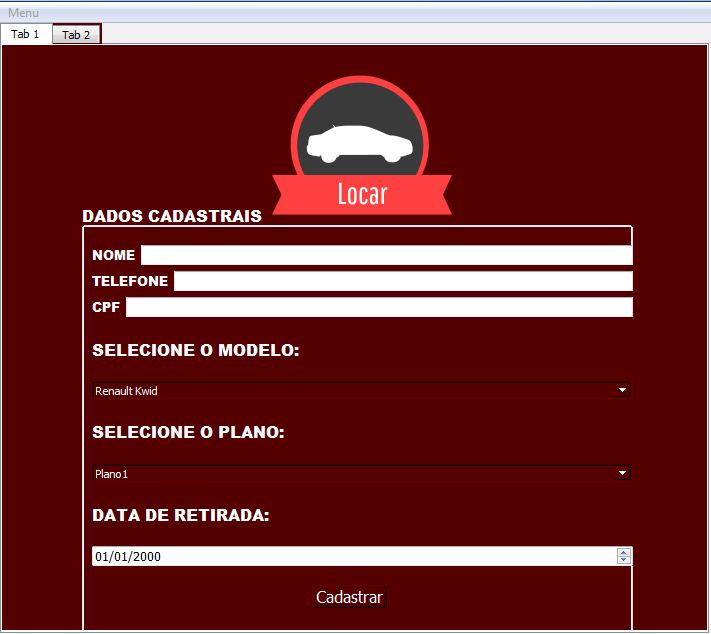 Menu
Tab 1 Tab 2
Locar
DADOS CADASTRAIS
NOME
TELEFONE
CPF
SELECIONE O MODELO:
Renault Kwid
SELECIONE O PLANO:
Plano1
DATA DE RETIRADA:
01/01/2000
Cadastrar